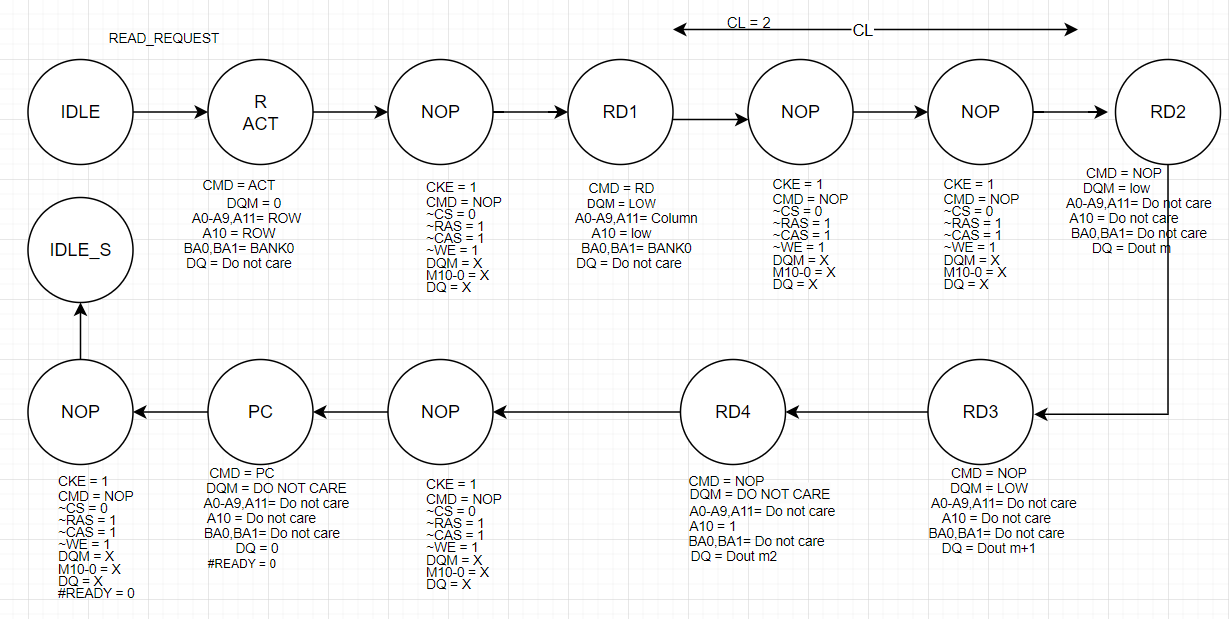 READ_REQUEST
CL = 2
CL
IDLE
R
ACT
NOP
RD1
NOP
NOP
RD2
CMD = ACT
DQM = 0
A0-A9,A11= ROW
A10 = ROW
BA0,BA1= BANK0
DQ = Do not care
CKE = 1
CMD = NOP
~CS = 0
~RAS = 1
~CAS = 1
~WE = 1
DQM = X
M10-0 = X
DQ = X
CMD = RD
DQM = LOW
A0-A9,A11= Column
A10 = low
BA0,BA1= BANK0
DQ = Do not care
CKE = 1
CMD = NOP
~CS = 0
~RAS = 1
~CAS = 1
~WE = 1
DQM = X
M10-0 = X
DQ = X
CKE = 1
CMD = NOP
~CS = 0
~RAS = 1
~CAS = 1
~WE = 1
DQM = X
M10-0 = X
DQ = X
CMD = NOP
DQM = low
A0-A9,A11= Do not care
A10 = Do not care
BA0,BA1= Do not care
DQ = Dout m
IDLE_S
NOP
PC
NOP
RD4
RD3
CKE = 1
CMD = NOP
~CS = 0
~RAS = 1
~CAS = 1
~WE = 1
DQM = X
M10-0 = X
DQ = X
#READY = 0
CMD = PC
DQM = DO NOT CARE
A0-A9,A11= Do not care
A10 = Do not care
BA0,BA1= Do not care
DQ = 0
#READY = 0
CKE = 1
CMD = NOP
~CS = 0
~RAS = 1
~CAS = 1
~WE = 1
DQM = X
M10-0 = X
DQ = X
CMD = NOP
DQM = DO NOT CARE
A0-A9,A11= Do not care
A10 = 1
BA0,BA1= Do not care
DQ = Dout m2
CMD = NOP
DQM = LOW
A0-A9,A11= Do not care
A10 = Do not care
BA0,BA1= Do not care
DQ = Dout m+1